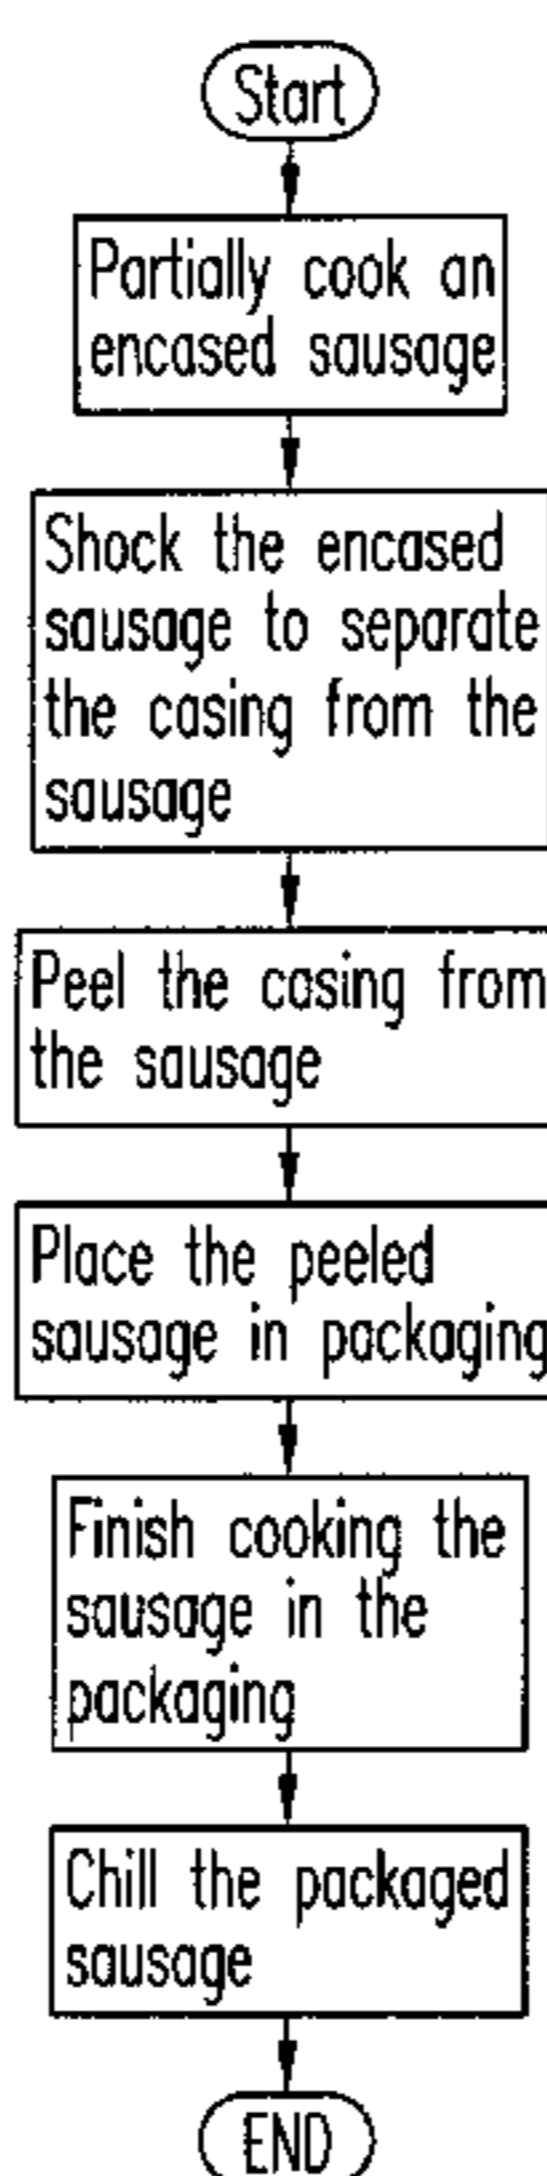 Start
Partially cook an
encased sausage
Shock the encased
sausage to separate
the casing from the
sausage
Peel the casing from
the sausage
Place the peeled
sausage in packaging
Finish cooking the
sausage in the
packaging
Chill the packaged
sausage
END